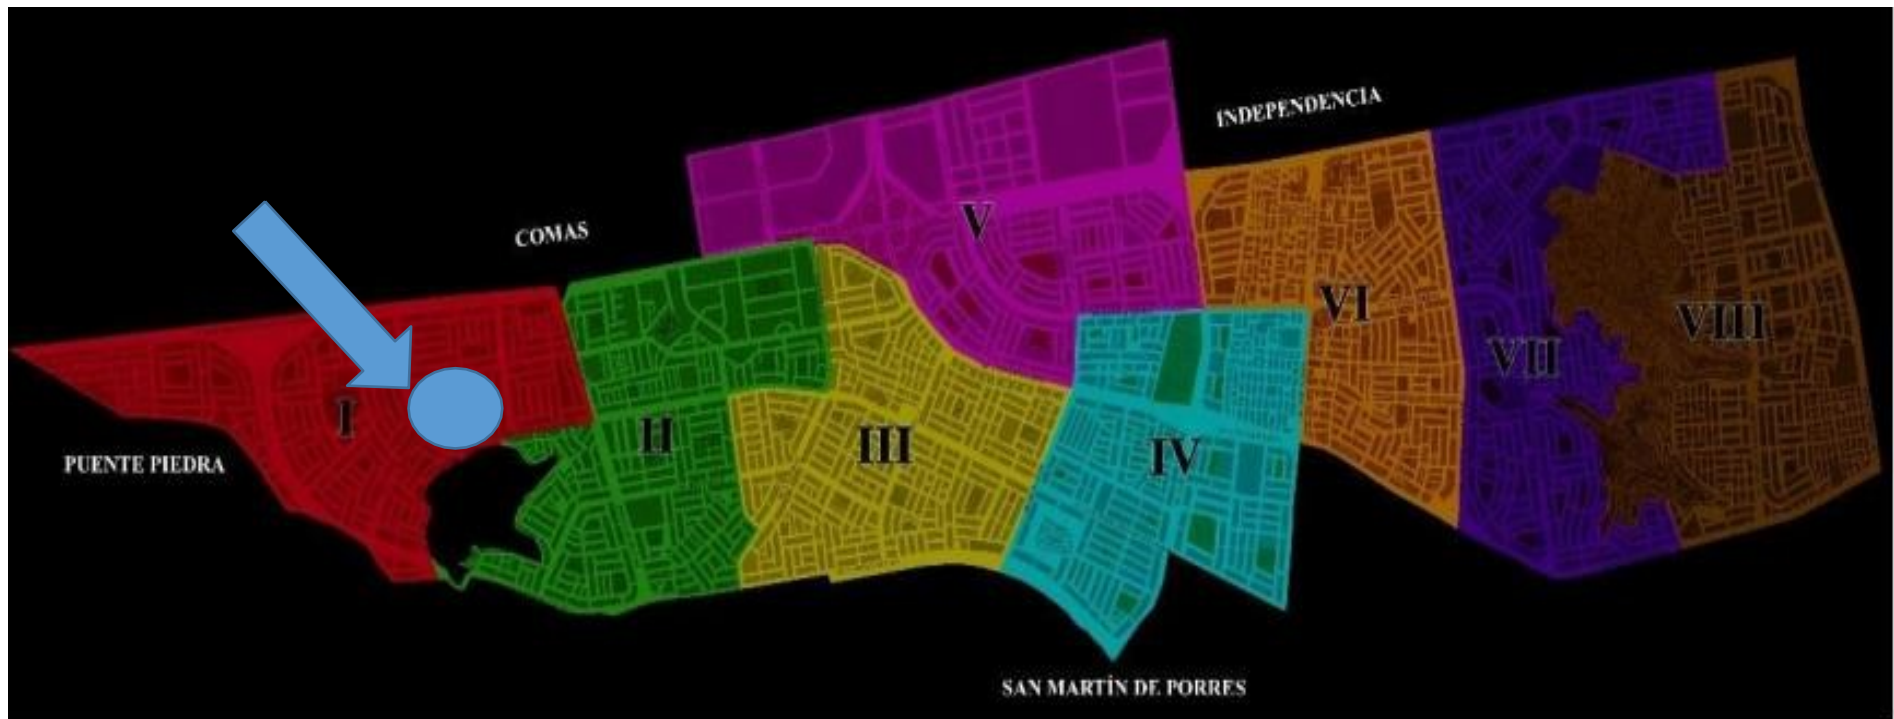 INDEPENDENCIA
COMAS
V
VI
VII
VIII
I
II
III
IV
PUENTE PIEDRA
SAN MARTÍN DE PORRES